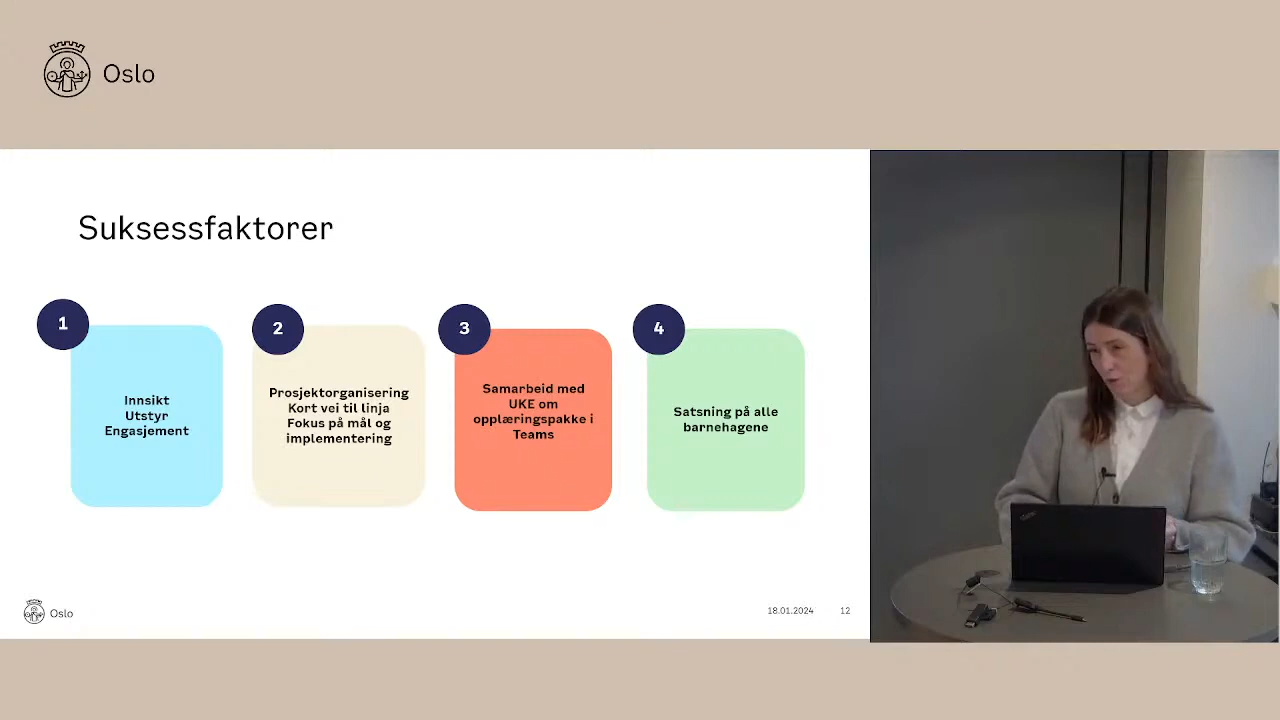 Oslo
Suksessfaktorer
1
Innsikt
Utstyr
Engasjement
2
Prosjektorganisering
Kort vei til linja
Fokus på mål og
implementering
3
Samarbeid med
UKE om
opplæringspakke i
Teams
4
Satsning på alle
barnehagene
Oslo
18.01.2024
12